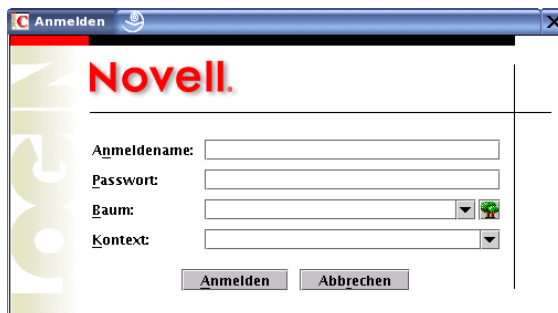 Anmelden
Novell.
LOGIN
Anmeldename:
Passwort:
Baum:
Kontext:
Anmelden Abbrechen